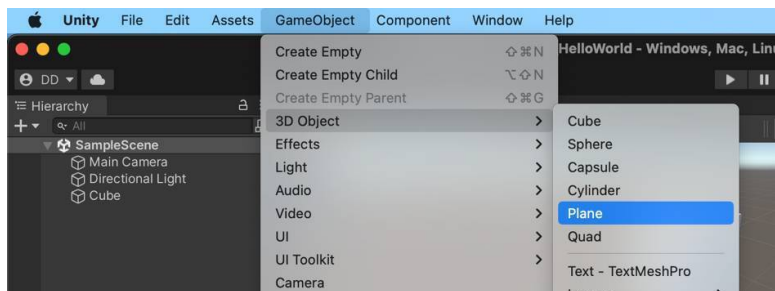 Unity File Edit Assets GameObject Component Window Help
HelloWorld - Windows, Mac, Linu
DD
Hierarchy
All
SampleScene
Main Camera
Directional Light
Cube
Create Empty ⇧⌘N
Create Empty Child ⌥⇧N
Create Empty Parent ⇧⌘G
3D Object >
Effects >
Light >
Audio >
Video >
UI >
UI Toolkit >
Camera
Cube
Sphere
Capsule
Cylinder
Plane
Quad
Text - TextMeshPro